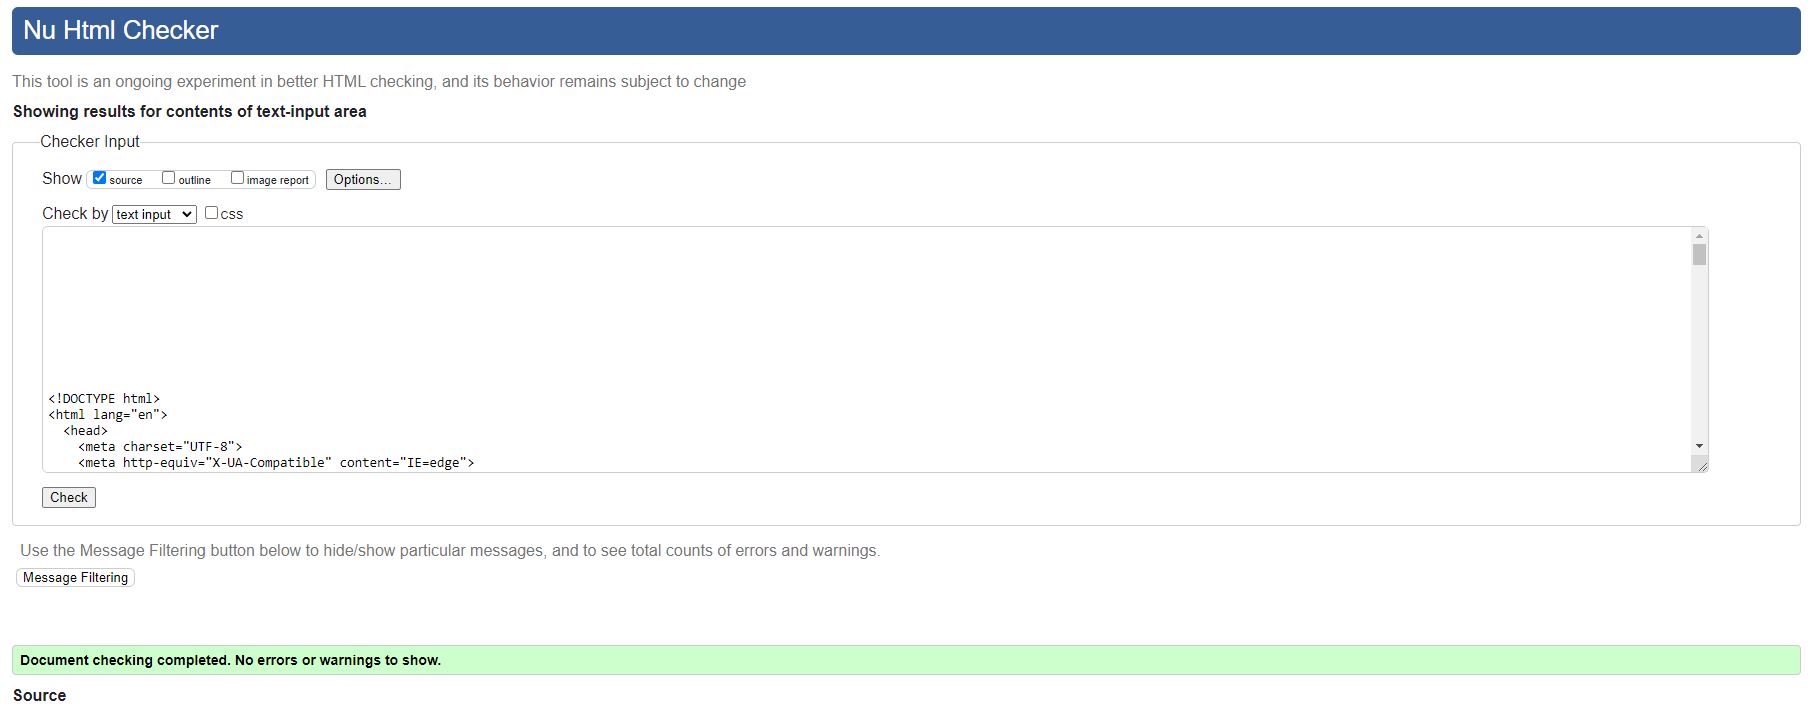 Nu Html Checker
This tool is an ongoing experiment in better HTML checking, and its behavior remains subject to change
Showing results for contents of text-input area
Checker Input
Show source outline image report Options...
Check by text input css
<!DOCTYPE html>
<html lang="en">
<head>
<meta charset="UTF-8">
<meta http-equiv="X-UA-Compatible" content="IE=edge">
Check
Use the Message Filtering button below to hide/show particular messages, and to see total counts of errors and warnings.
Message Filtering
Document checking completed. No errors or warnings to show.
Source